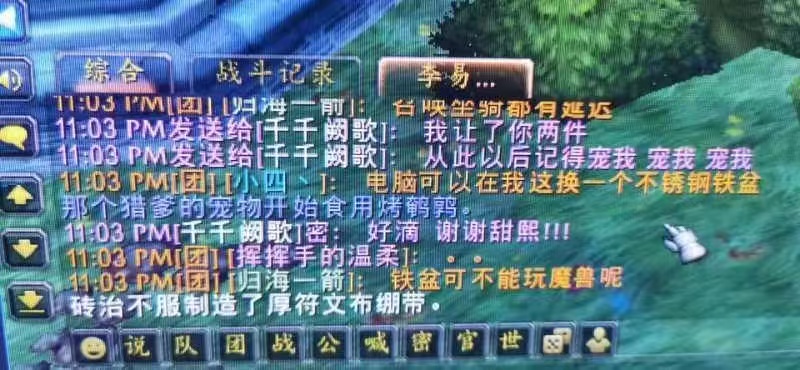 综合 战斗记录 李易...
11:03 PM[团] [归海一箭]: 召唤坐骑都有延迟
11:03 PM发送给[千千阙歌]: 我让了你两件
11:03 PM发送给[千千阙歌]: 从此以后记得宠我 宠我 宠我
11:03 PM[团] [小四丶]: 电脑可以在我这换一个不锈钢铁盆
那个猎爹的宠物开始食用烤鹌鹑。
11:03 PM[千千阙歌]密: 好滴 谢谢甜熙!!!
11:03 PM[团] [挥挥手的温柔]: 。。
11:03 PM[团] [归海一箭]: 铁盆可不能玩魔兽呢
砖治不服制造了厚符文布绷带。
说 队 团 战 公 喊 密 官 世